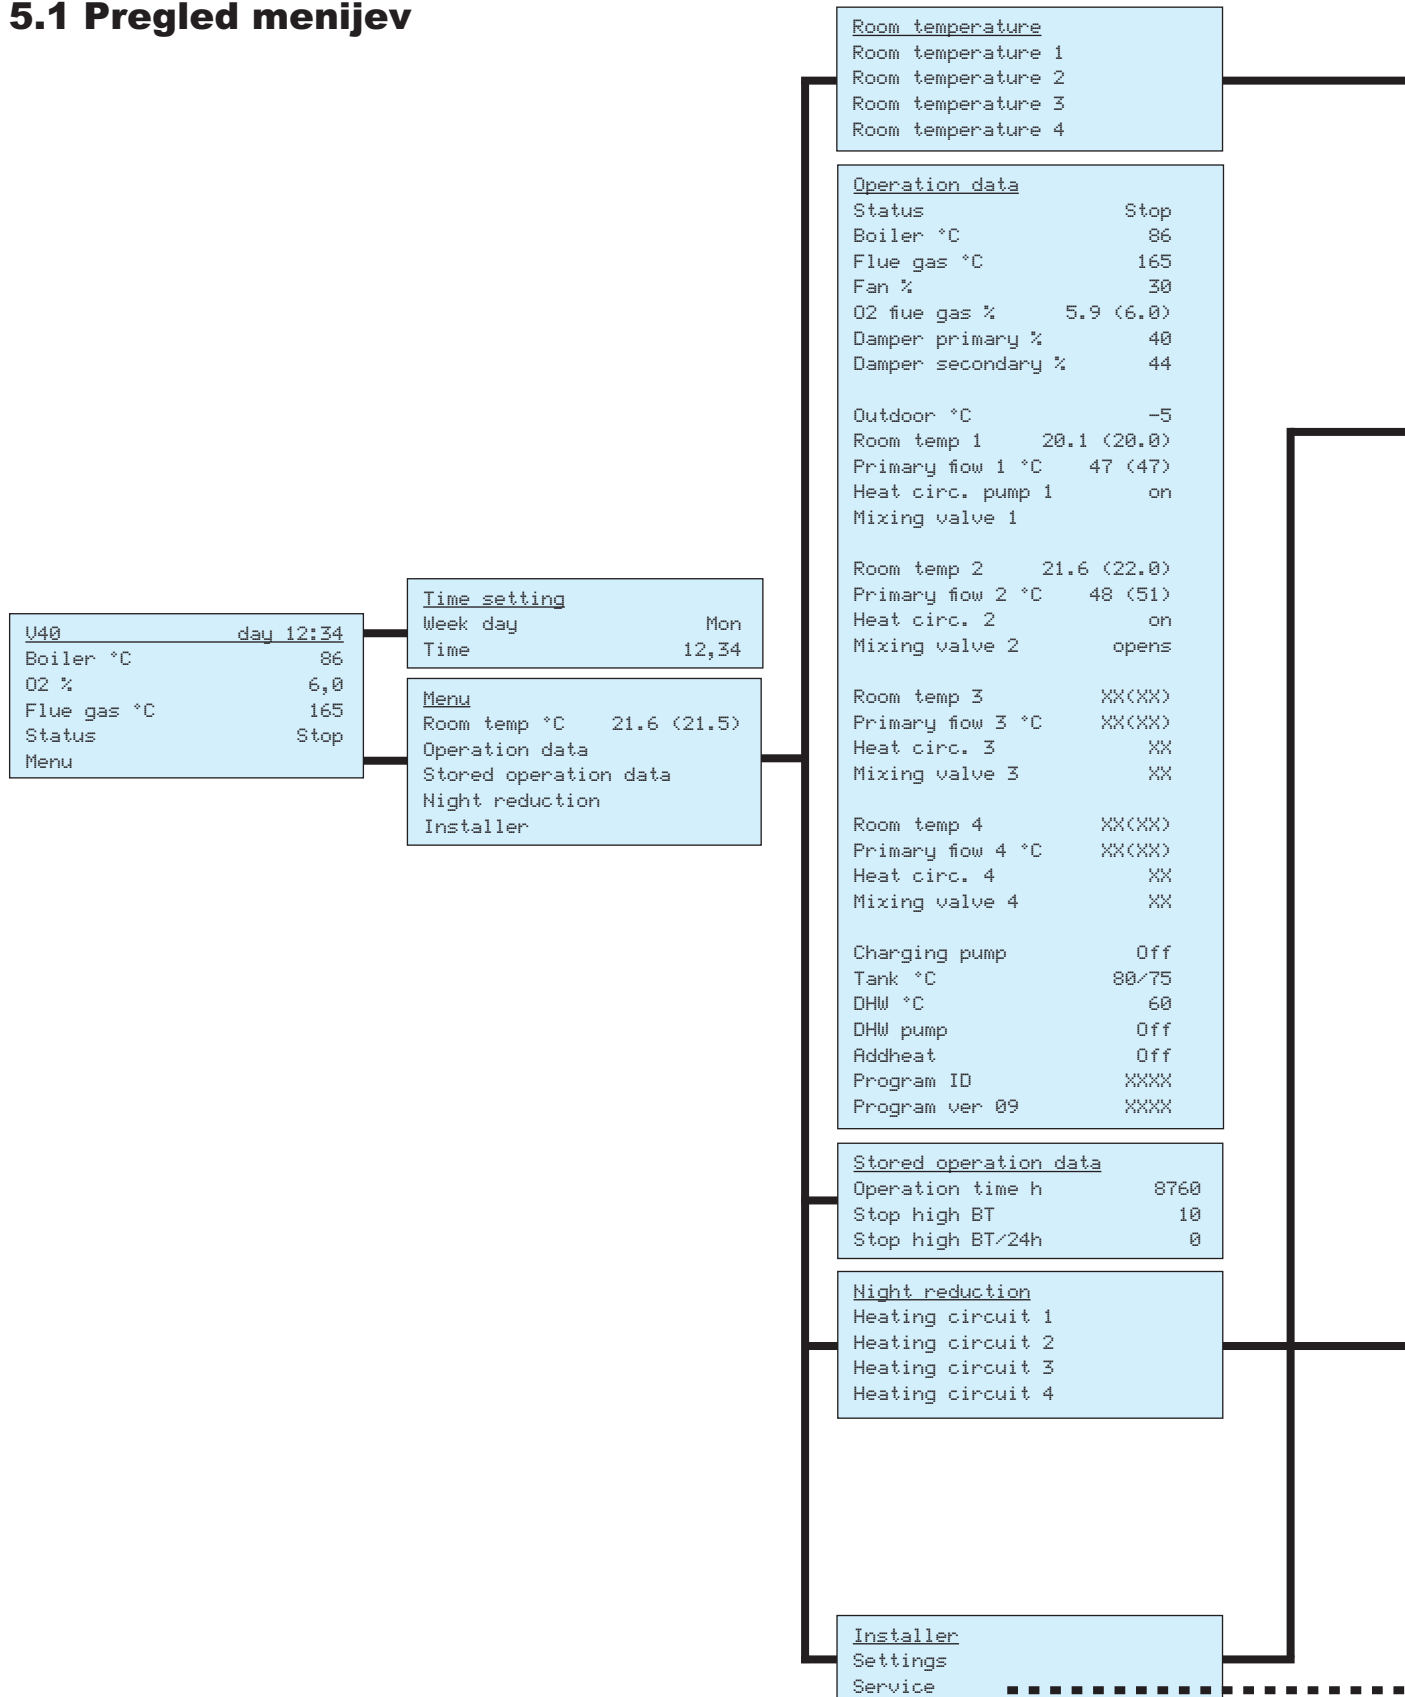 5.1 Pregled menijev
V40 day 12:34
Boiler °C 86
O2 % 6,0
Flue gas °C 165
Status Stop
Menu
Time setting
Week day Mon
Time 12,34
Menu
Room temp °C 21.6 (21.5)
Operation data
Stored operation data
Night reduction
Installer
Room temperature
Room temperature 1
Room temperature 2
Room temperature 3
Room temperature 4
Operation data
Status Stop
Boiler °C 86
Flue gas °C 165
Fan % 30
O2 fiue gas % 5.9 (6.0)
Damper primary % 40
Damper secondary % 44
Outdoor °C -5
Room temp 1 20.1 (20.0)
Primary fiow 1 °C 47 (47)
Heat circ. pump 1 on
Mixing valve 1
Room temp 2 21.6 (22.0)
Primary fiow 2 °C 48 (51)
Heat circ. 2 on
Mixing valve 2 opens
Room temp 3 XX(XX)
Primary fiow 3 °C XX(XX)
Heat circ. 3 XX
Mixing valve 3 XX
Room temp 4 XX(XX)
Primary fiow 4 °C XX(XX)
Heat circ. 4 XX
Mixing valve 4 XX
Charging pump Off
Tank °C 80/75
DHW °C 60
DHW pump Off
Addheat Off
Program ID XXXX
Program ver 09 XXXX
Stored operation data
Operation time h 8760
Stop high BT 10
Stop high BT/24h 0
Night reduction
Heating circuit 1
Heating circuit 2
Heating circuit 3
Heating circuit 4
Installer
Settings
Service